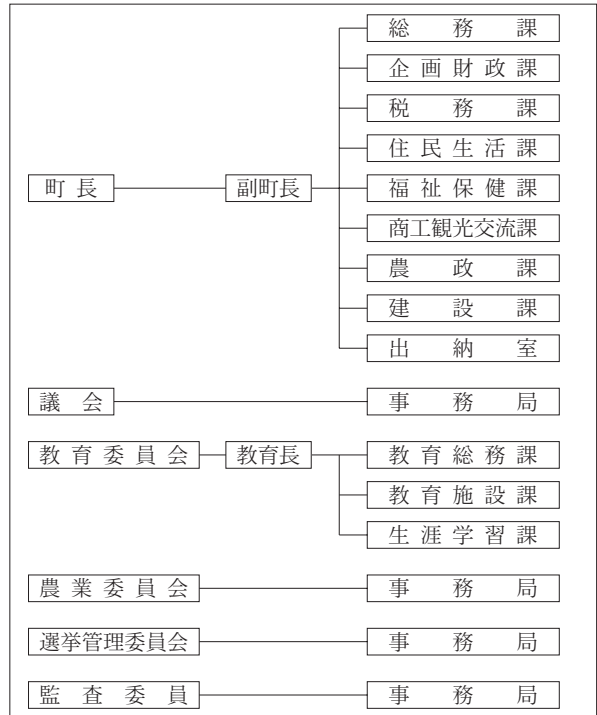 総務課
企画財政課
税務課
住民生活課
町長 副町長 福祉保健課
商工観光交流課
農政課
建設課
出納室
議会 事務局
教育委員会 教育長 教育総務課
教育施設課
生涯学習課
農業委員会 事務局
選挙管理委員会 事務局
監査委員 事務局